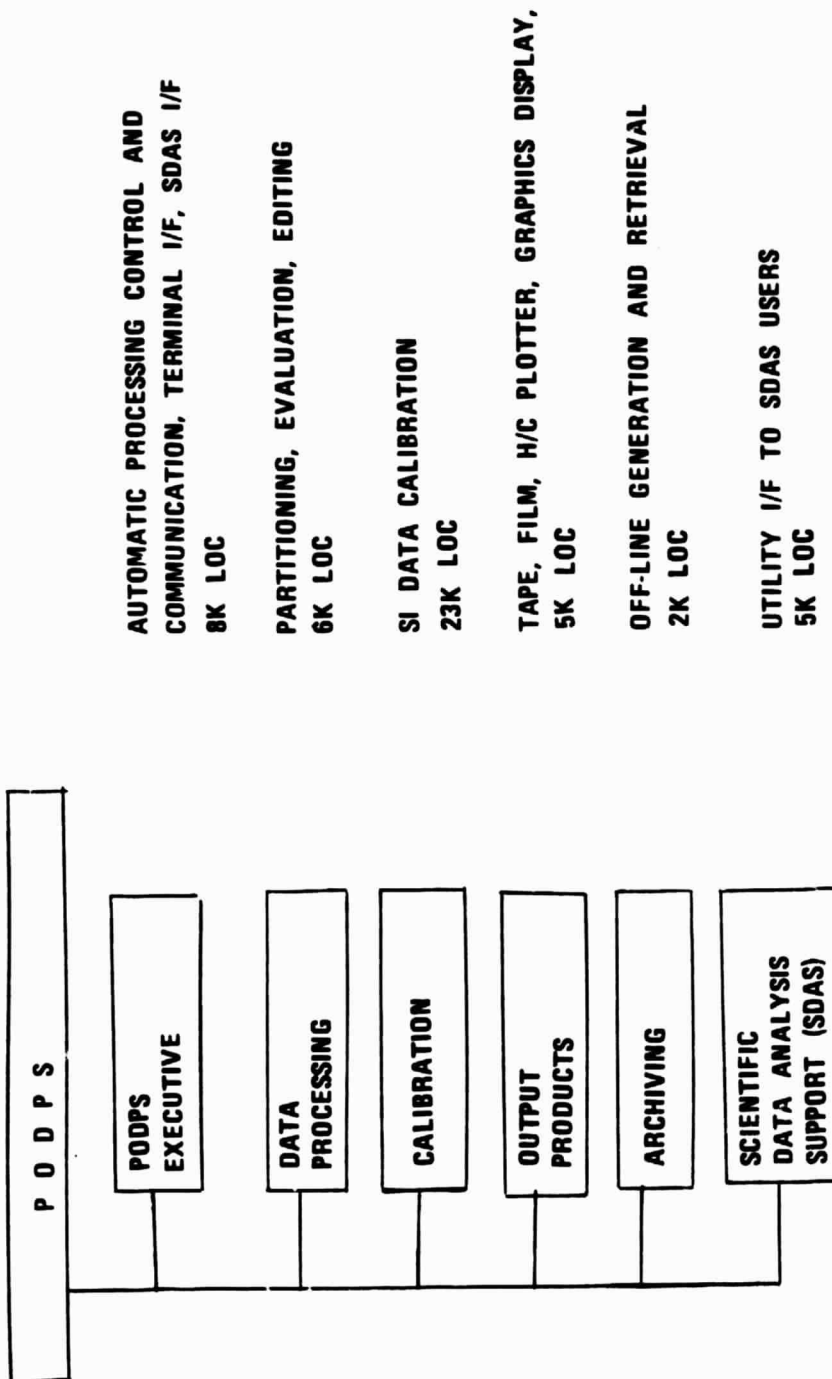 P O D P S
PODPS
EXECUTIVE
AUTOMATIC PROCESSING CONTROL AND
COMMUNICATION, TERMINAL I/F, SDAS I/F
8K LOC
DATA
PROCESSING
PARTITIONING, EVALUATION, EDITING
6K LOC
CALIBRATION
SI DATA CALIBRATION
23K LOC
OUTPUT
PRODUCTS
TAPE, FILM, H/C PLOTTER, GRAPHICS DISPLAY,
5K LOC
ARCHIVING
OFF-LINE GENERATION AND RETRIEVAL
2K LOC
SCIENTIFIC
DATA ANALYSIS
SUPPORT (SDAS)
UTILITY I/F TO SDAS USERS
5K LOC